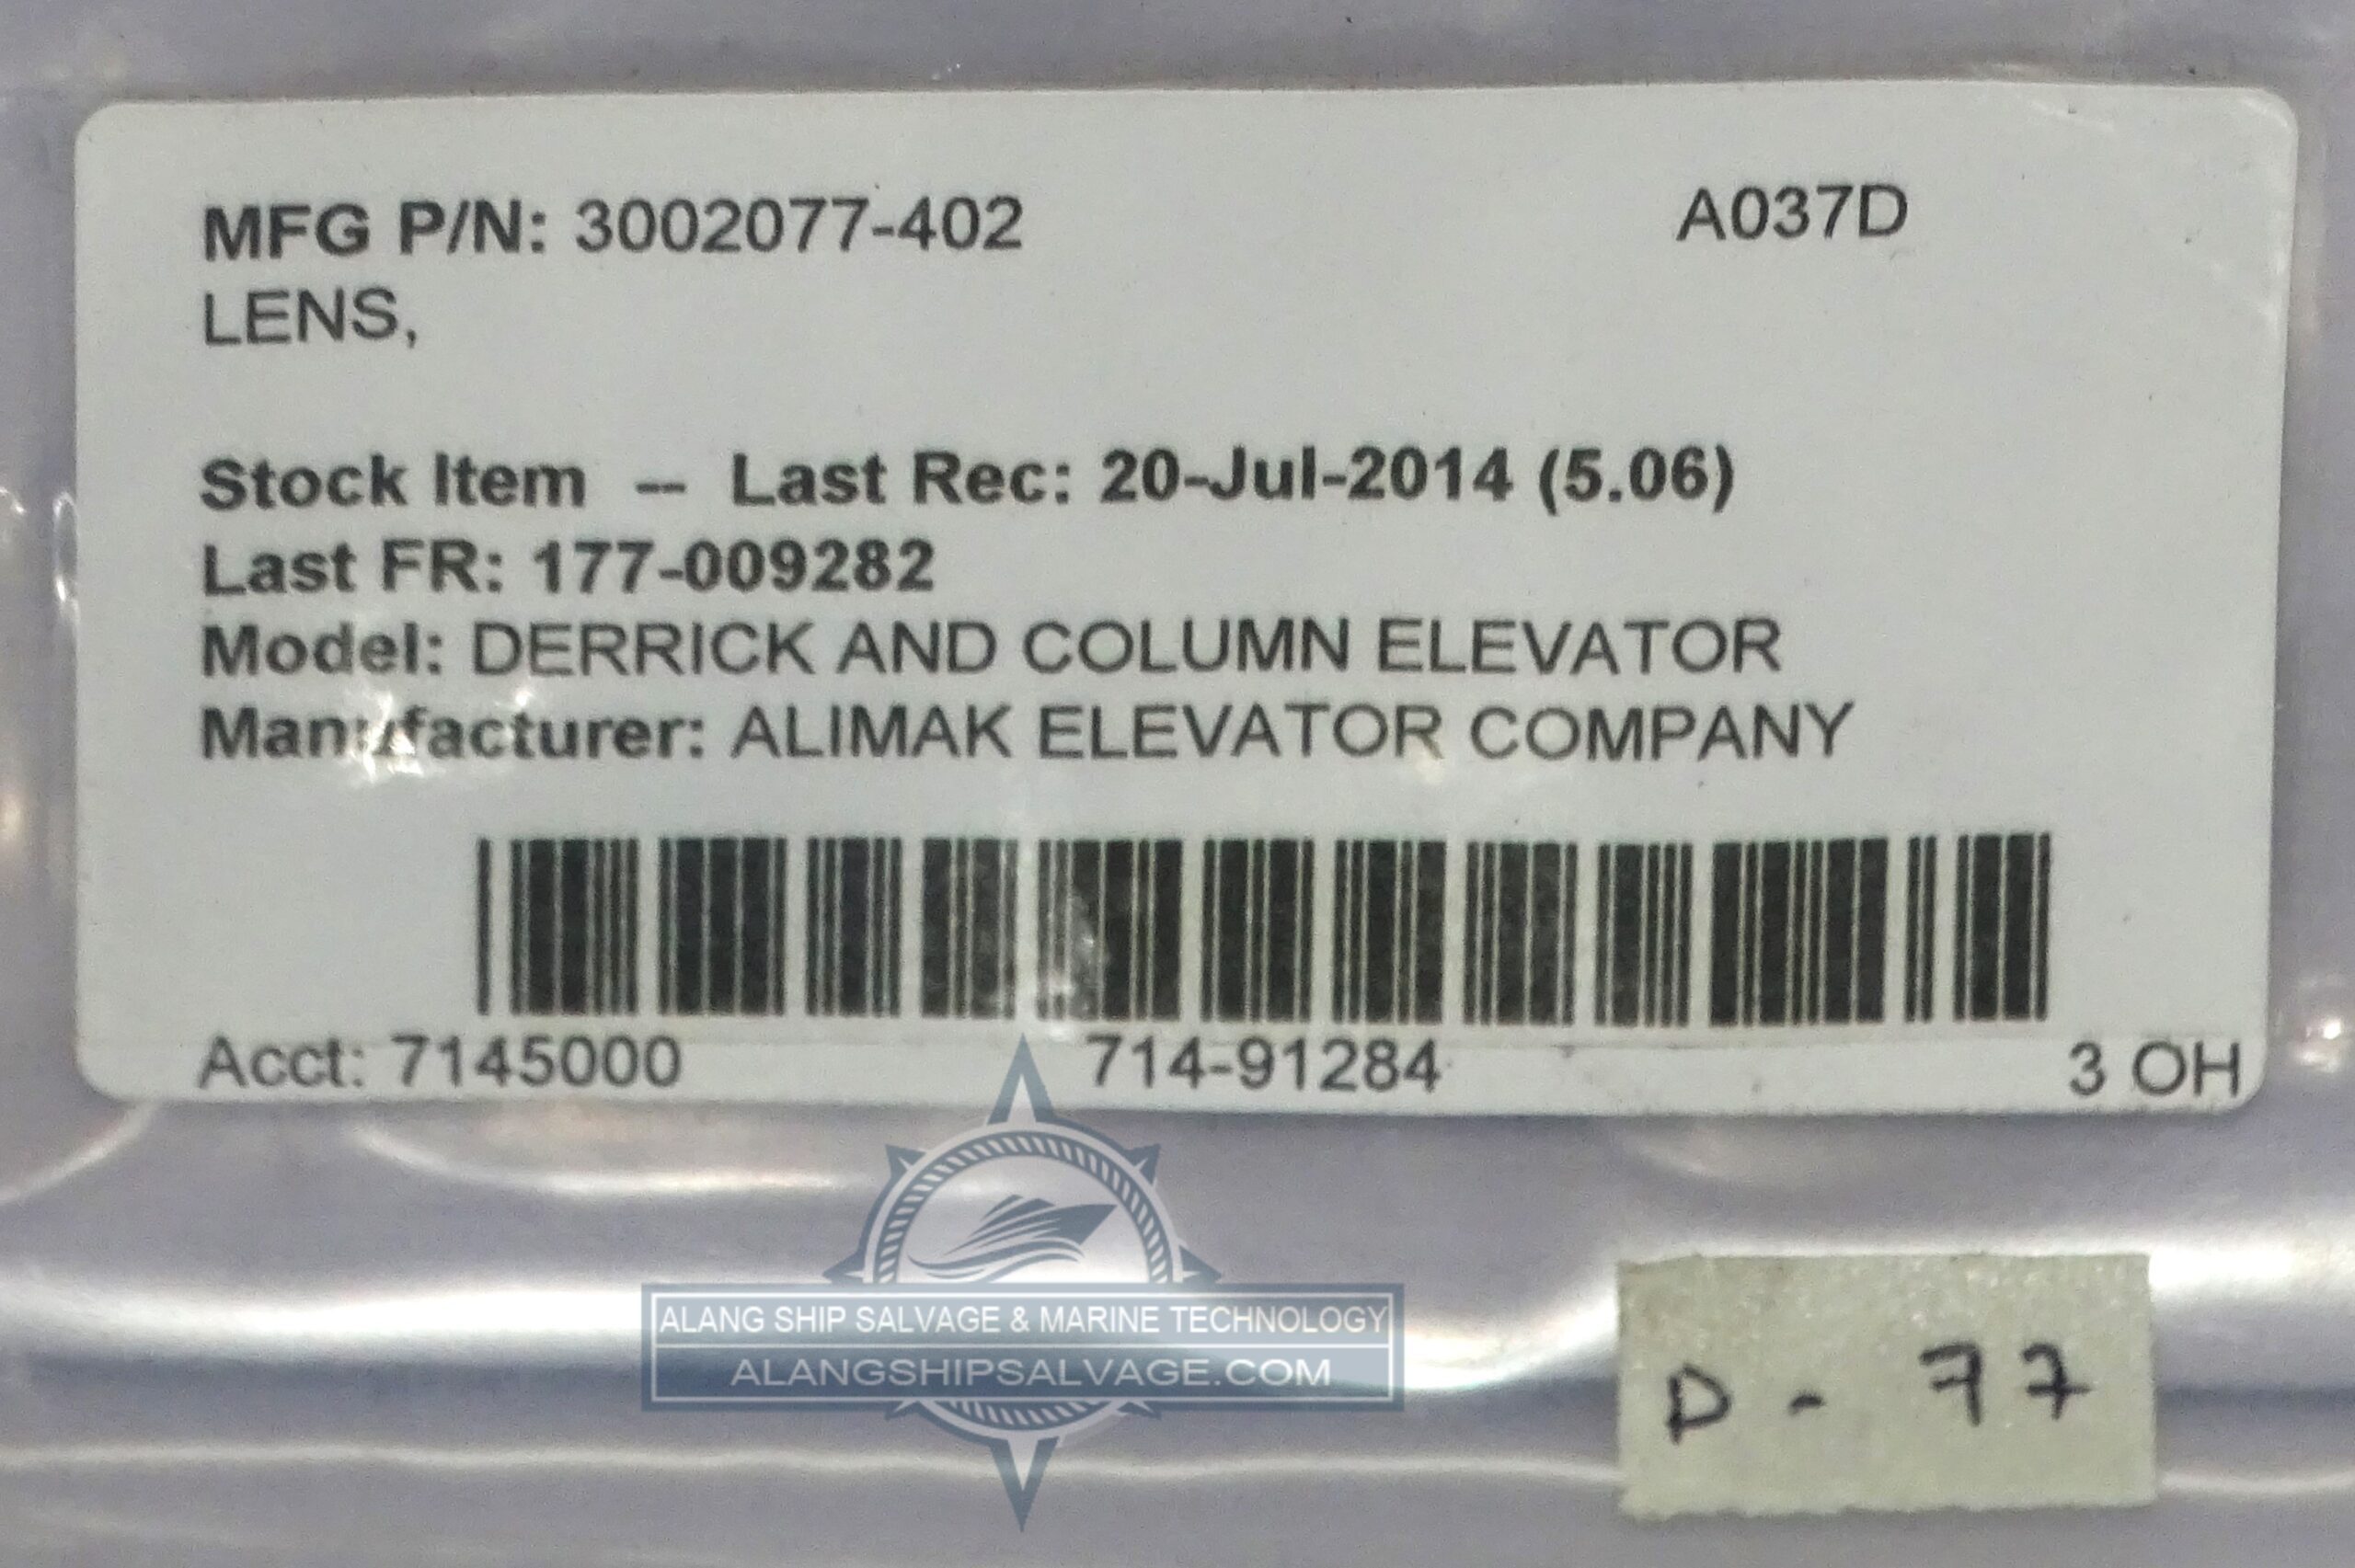 MFG P/N: 3002077-402 A037D
LENS,
Stock Item -- Last Rec: 20-Jul-2014 (5.06)
Last FR: 177-009282
Model: DERRICK AND COLUMN ELEVATOR
Manufacturer: ALIMAK ELEVATOR COMPANY
Acct: 7145000 714-91284 3 OH
ALANG SHIP SALVAGE & MARINE TECHNOLOGY
ALANGSHIPSALVAGE.COM
D - 77